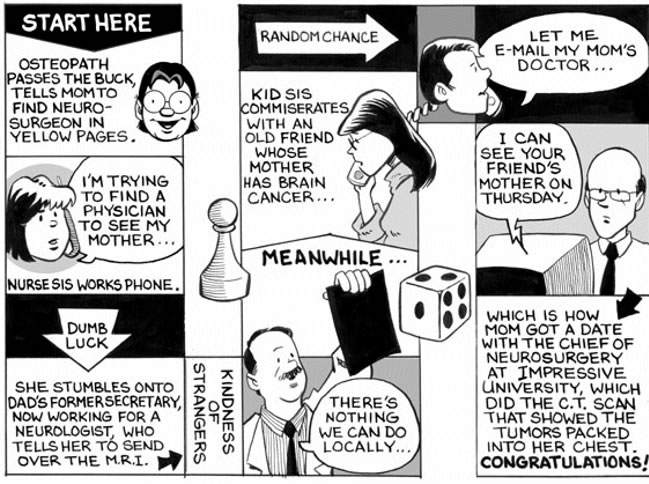 START HERE
OSTEOPATH
PASSES THE BUCK,
TELLS MOM TO
FIND NEURO-
SURGEON IN
YELLOW PAGES.
I'M TRYING
TO FIND A
PHYSICIAN
TO SEE MY
MOTHER...
NURSE SIS WORKS PHONE.
DUMB
LUCK
SHE STUMBLES ONTO
DAD'S FORMER SECRETARY,
NOW WORKING FOR A
NEUROLOGIST, WHO
TELLS HER TO SEND
OVER THE M.R.I.
KINDNESS
OF
STRANGERS
THERE'S
NOTHING
WE CAN DO
LOCALLY...
MEANWHILE...
KID SIS
COMMISERATES
WITH AN
OLD FRIEND
WHOSE
MOTHER
HAS BRAIN
CANCER...
RANDOM CHANCE
LET ME
E-MAIL MY MOM'S
DOCTOR...
I CAN
SEE YOUR
FRIEND'S
MOTHER ON
THURSDAY.
WHICH IS HOW
MOM GOT A DATE
WITH THE CHIEF OF
NEUROSURGERY
AT IMPRESSIVE
UNIVERSITY, WHICH
DID THE C.T. SCAN
THAT SHOWED THE
TUMORS PACKED
INTO HER CHEST.
CONGRATULATIONS!